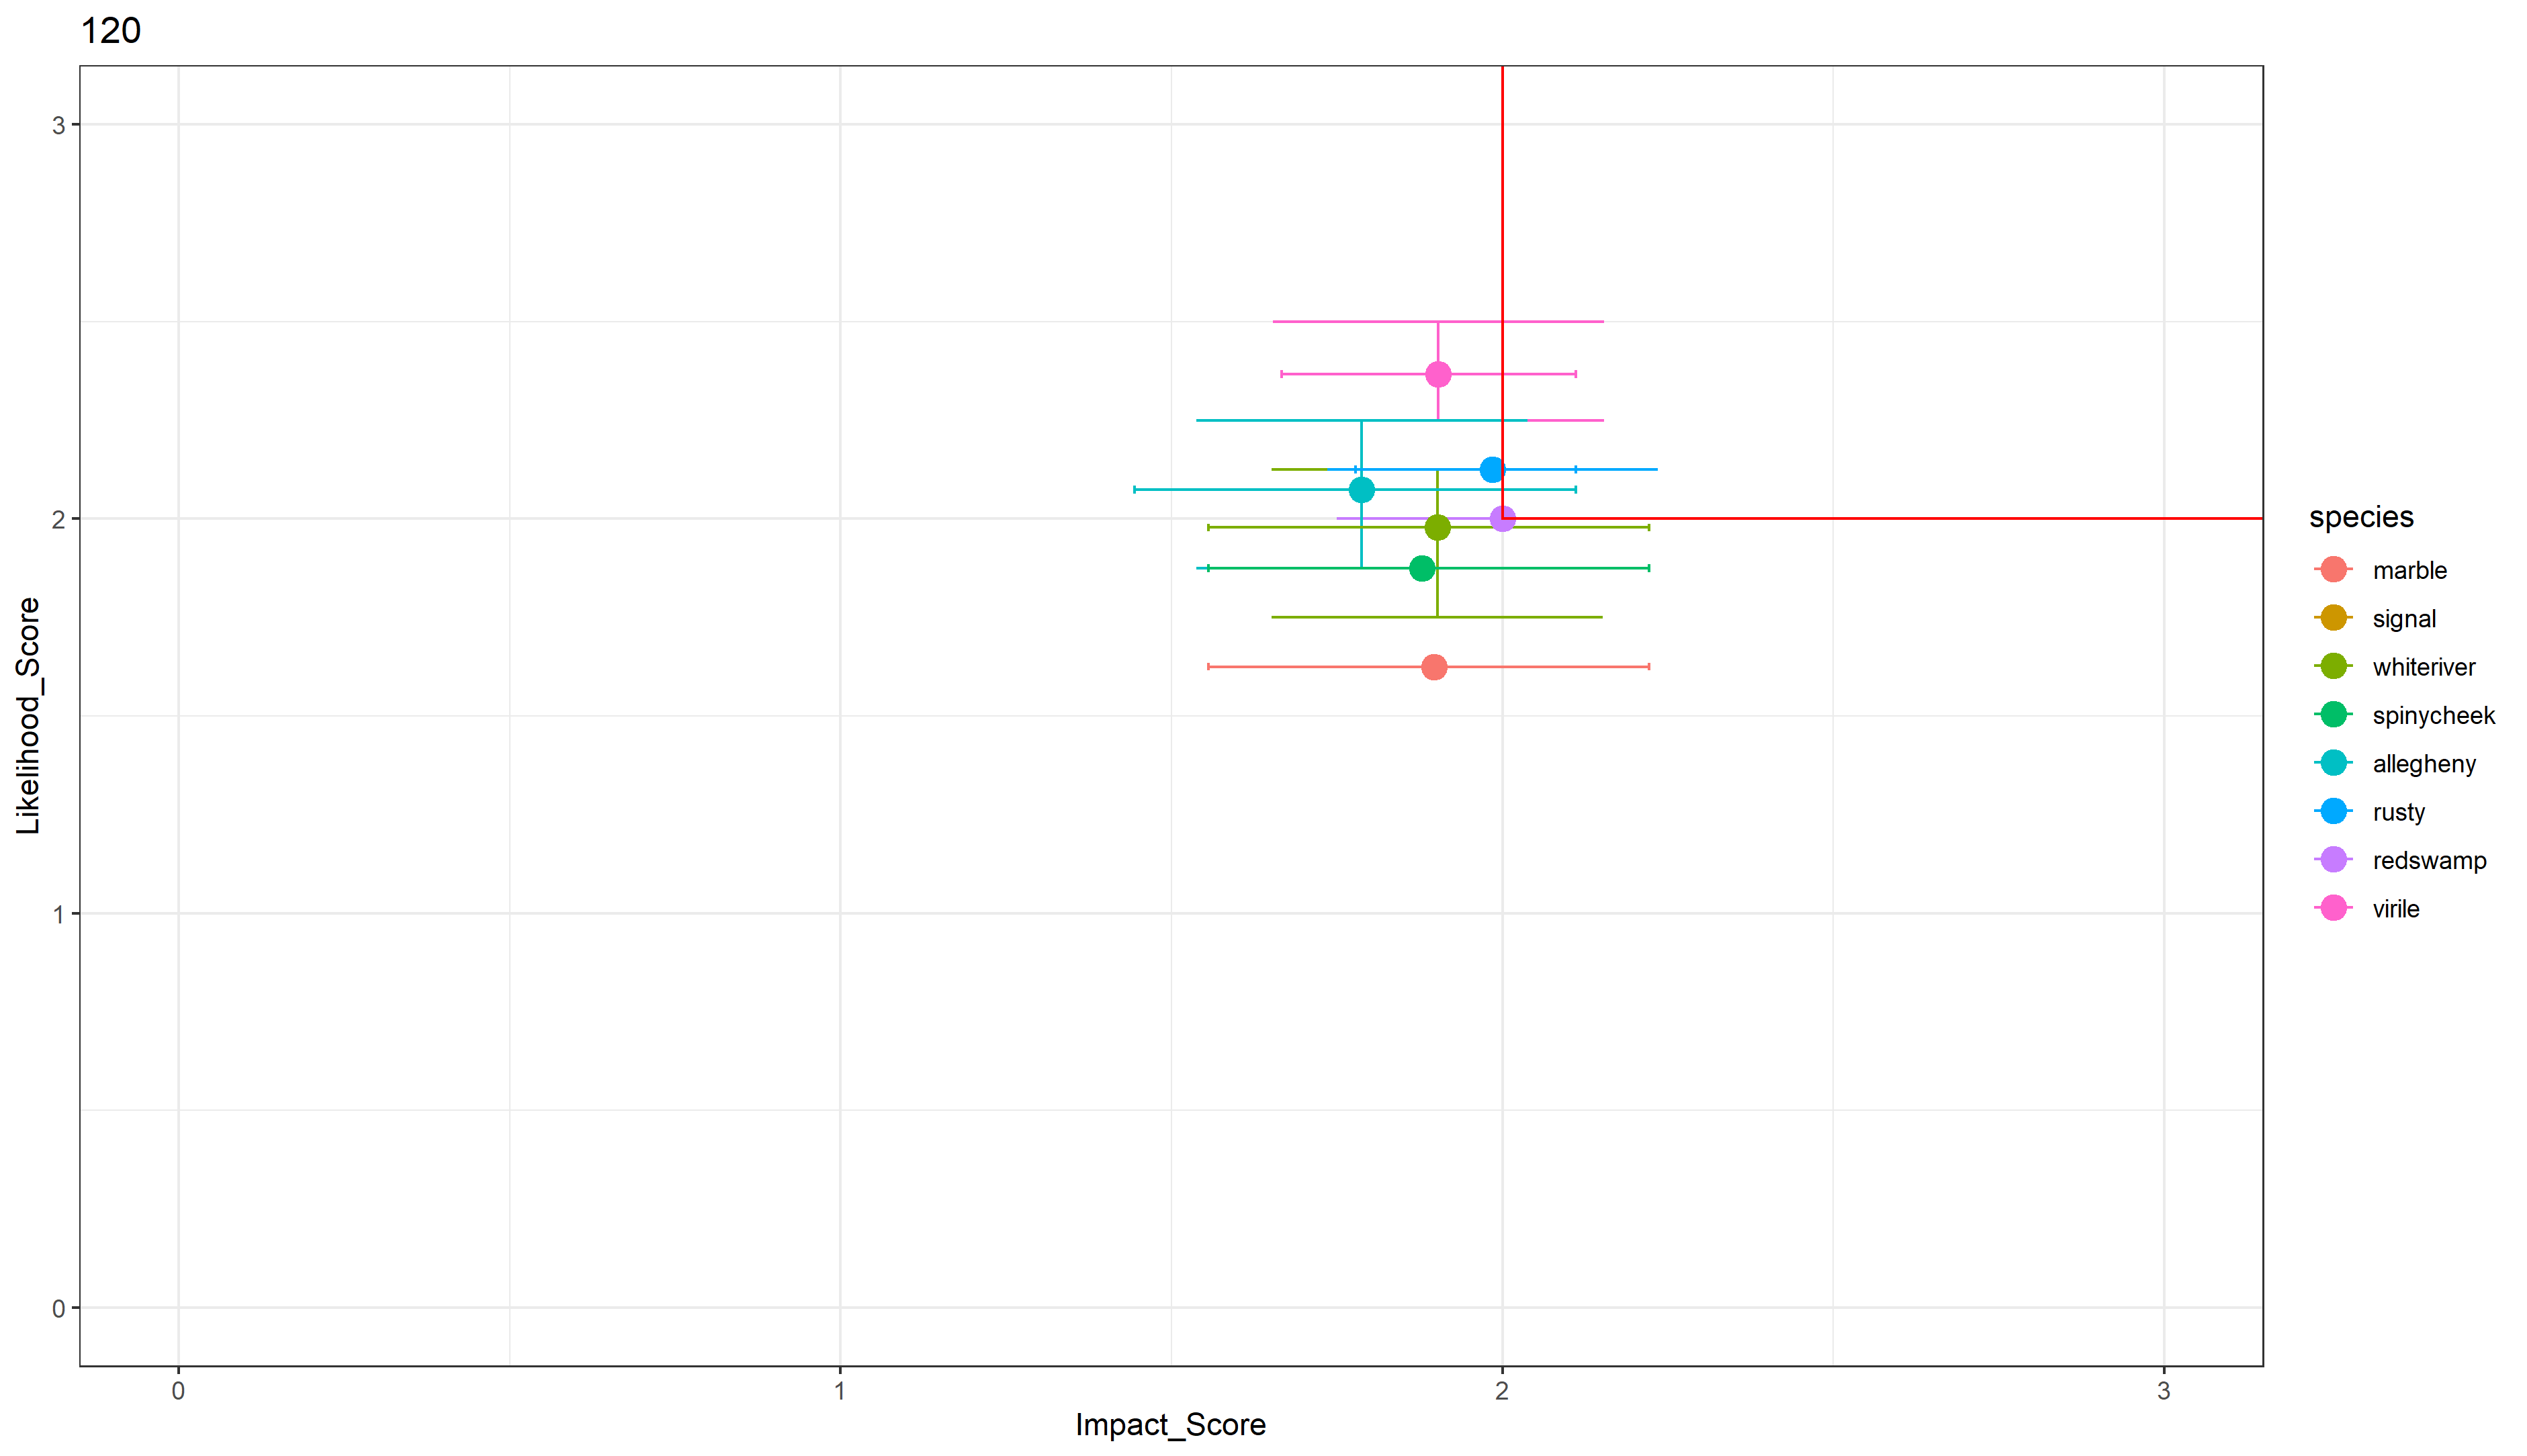 120
3
2
1
0
Likelihood_Score
0
1
2
3
Impact_Score
species
marble
signal
whiteriver
spinycheek
allegheny
rusty
redswamp
virile